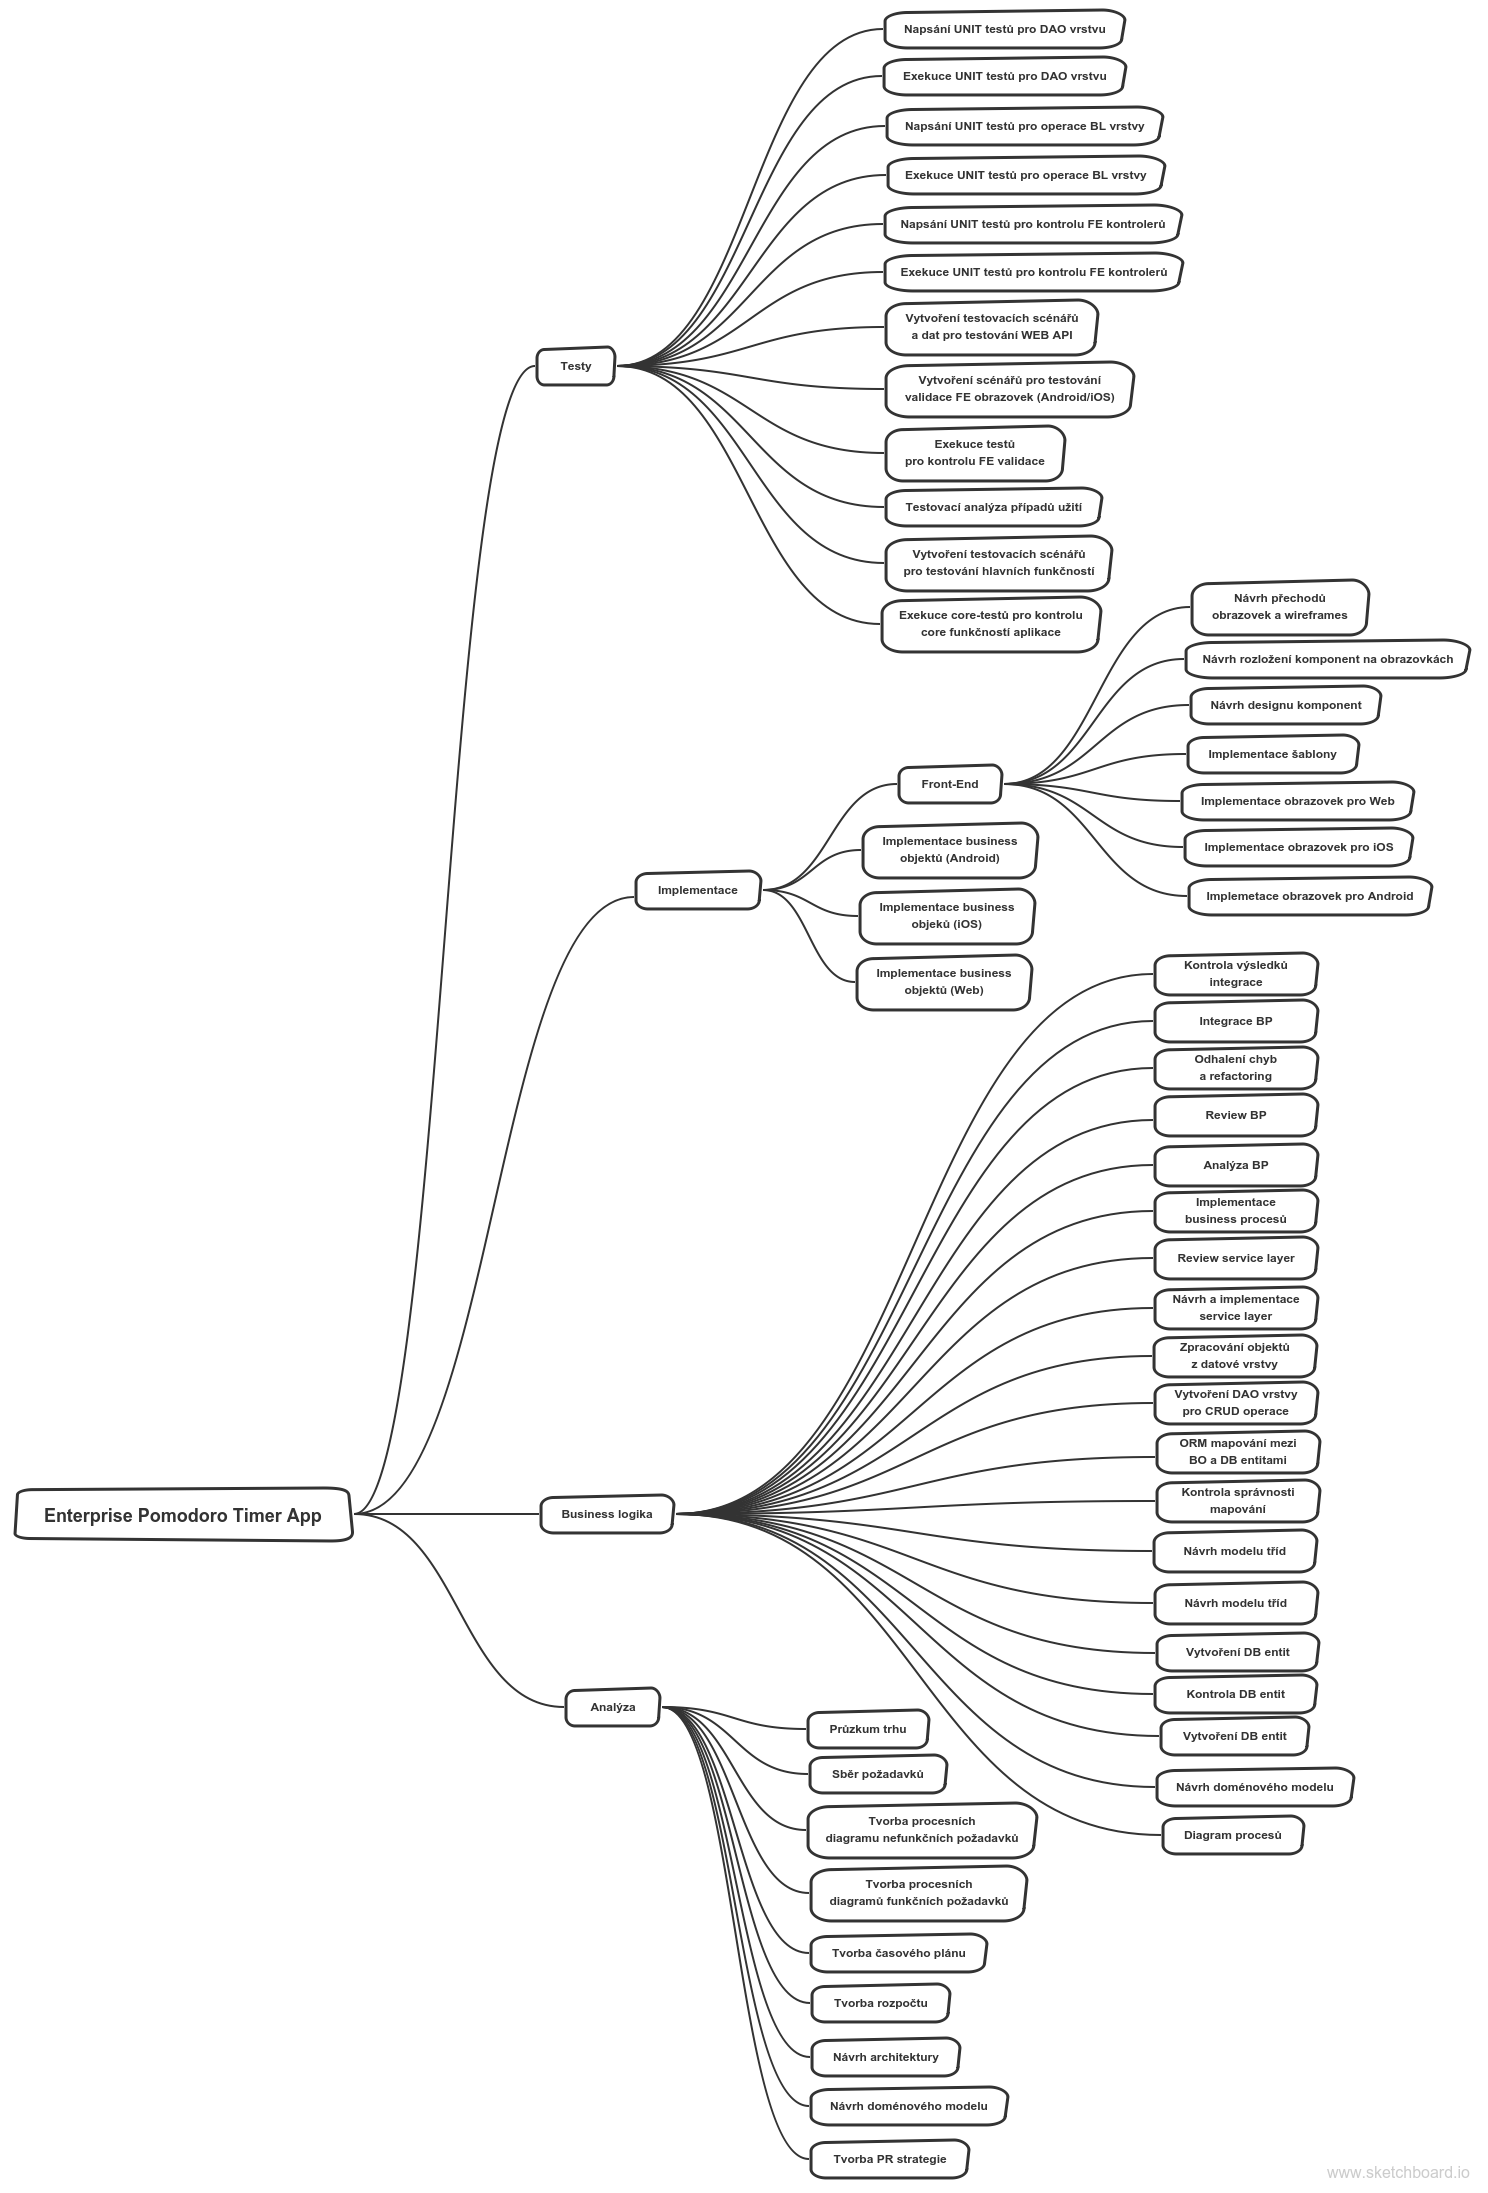 Napsání UNIT testů pro DAO vrstvu
Exekuce UNIT testů pro DAO vrstvu
Napsání UNIT testů pro operace BL vrstvy
Exekuce UNIT testů pro operace BL vrstvy
Napsání UNIT testů pro kontrolu FE kontrolerů
Exekuce UNIT testů pro kontrolu FE kontrolerů
Vytvoření testovacích scénářů
a dat pro testování WEB API
Testy
Vytvoření scénářů pro testování
validace FE obrazovek (Android/iOS)
Exekuce testů
pro kontrolu FE validace
Testovací analýza případů užití
Vytvoření testovacích scénářů
pro testování hlavních funkčností
Exekuce core-testů pro kontrolu
core funkčností aplikace
Návrh přechodů
obrazovek a wireframes
Návrh rozložení komponent na obrazovkách
Návrh designu komponent
Implementace šablony
Front-End
Implementace obrazovek pro Web
Implementace obrazovek pro iOS
Implemetace obrazovek pro Android
Implementace business
objektů (Android)
Implementace
Implementace business
objeků (iOS)
Implementace business
objektů (Web)
Kontrola výsledků
integrace
Integrace BP
Odhalení chyb
a refactoring
Review BP
Analýza BP
Implementace
business procesů
Review service layer
Návrh a implementace
service layer
Zpracování objektů
z datové vrstvy
Vytvoření DAO vrstvy
pro CRUD operace
ORM mapování mezi
BO a DB entitami
Kontrola správnosti
mapování
Enterprise Pomodoro Timer App
Business logika
Návrh modelu tříd
Návrh modelu tříd
Vytvoření DB entit
Kontrola DB entit
Vytvoření DB entit
Návrh doménového modelu
Diagram procesů
Analýza
Průzkum trhu
Sběr požadavků
Tvorba procesních
diagramu nefunkčních požadavků
Tvorba procesních
diagramů funkčních požadavků
Tvorba časového plánu
Tvorba rozpočtu
Návrh architektury
Návrh doménového modelu
Tvorba PR strategie
www.sketchboard.io